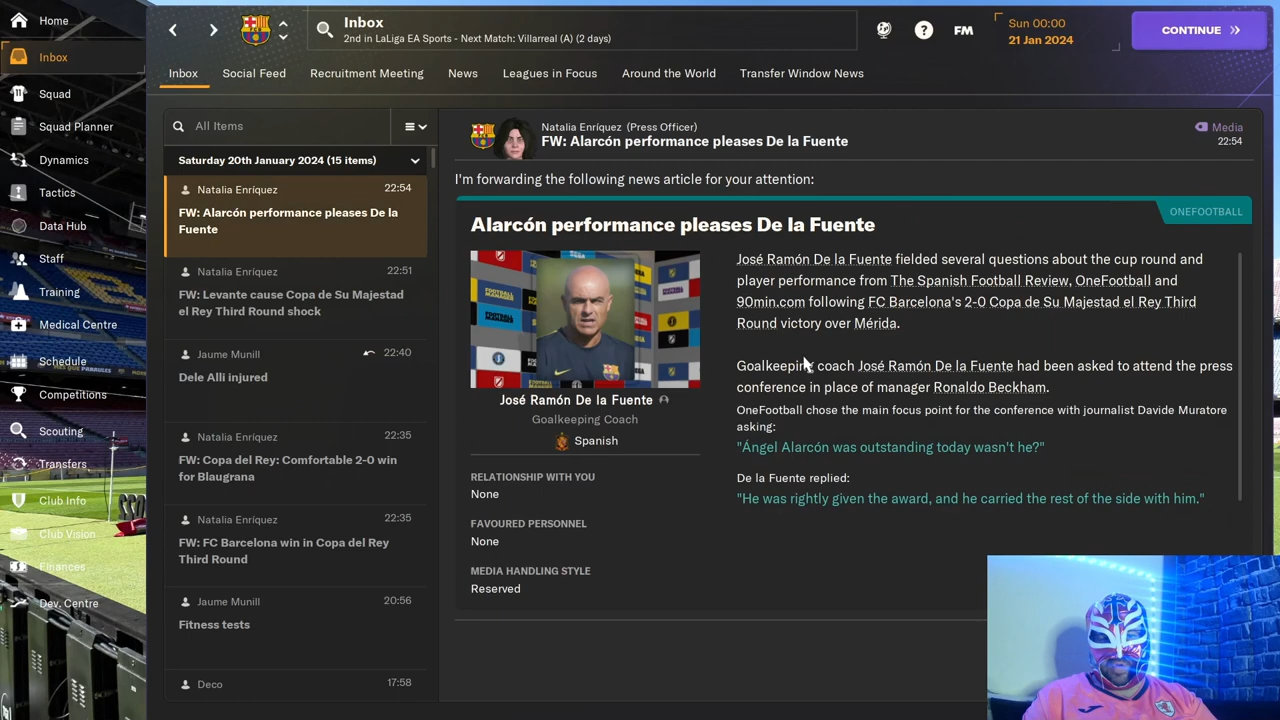 Home
Inbox
Squad
Squad Planner
Dynamics
Tactics
Data Hub
Staff
Training
Medical Centre
Schedule
Competitions
Scouting
Transfers
Club Info
Club Vision
Finances
Dev. Centre
Inbox
2nd in LaLiga EA Sports - Next Match: Villarreal (A) (2 days)
?
FM
Sun 00:00
21 Jan 2024
CONTINUE
Inbox
Social Feed
Recruitment Meeting
News
Leagues in Focus
Around the World
Transfer Window News
All Items
Saturday 20th January 2024 (15 items)
Natalia Enríquez 22:54
FW: Alarcón performance pleases De la
Fuente
Natalia Enríquez 22:51
FW: Levante cause Copa de Su Majestad
el Rey Third Round shock
Jaume Munill 22:40
Dele Alli injured
Natalia Enríquez 22:35
FW: Copa del Rey: Comfortable 2-0 win
for Blaugrana
Natalia Enríquez 22:35
FW: FC Barcelona win in Copa del Rey
Third Round
Jaume Munill 20:56
Fitness tests
Deco 17:58
Natalia Enríquez (Press Officer)
FW: Alarcón performance pleases De la Fuente
Media
22:54
I'm forwarding the following news article for your attention:
ONEFOOTBALL
Alarcón performance pleases De la Fuente
José Ramón De la Fuente
Goalkeeping Coach
Spanish
RELATIONSHIP WITH YOU
None
FAVOURED PERSONNEL
None
MEDIA HANDLING STYLE
Reserved
José Ramón De la Fuente fielded several questions about the cup round and
player performance from The Spanish Football Review, OneFootball and
90min.com following FC Barcelona's 2-0 Copa de Su Majestad el Rey Third
Round victory over Mérida.
Goalkeeping coach José Ramón De la Fuente had been asked to attend the press
conference in place of manager Ronaldo Beckham.
OneFootball chose the main focus point for the conference with journalist Davide Muratore
asking:
"Ángel Alarcón was outstanding today wasn't he?"
De la Fuente replied:
"He was rightly given the award, and he carried the rest of the side with him."